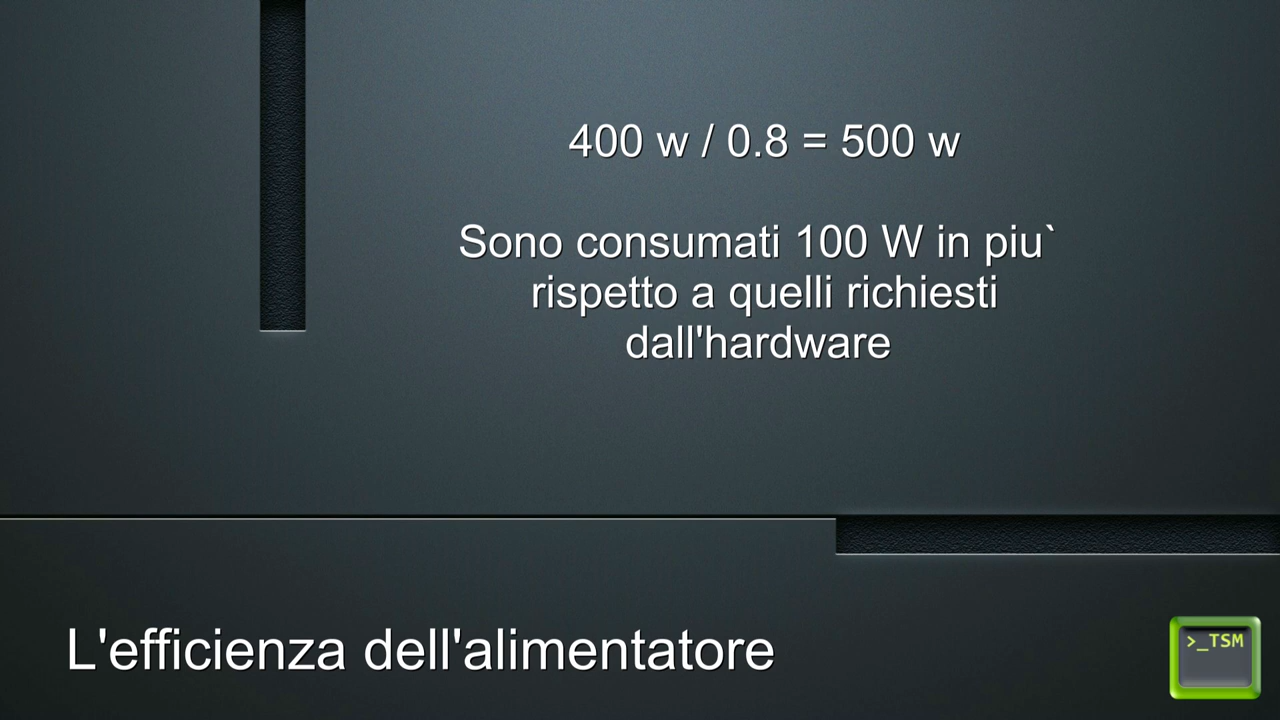 400 w / 0.8 = 500 w
Sono consumati 100 W in piu`
rispetto a quelli richiesti
dall'hardware
L'efficienza dell'alimentatore
>_TSM